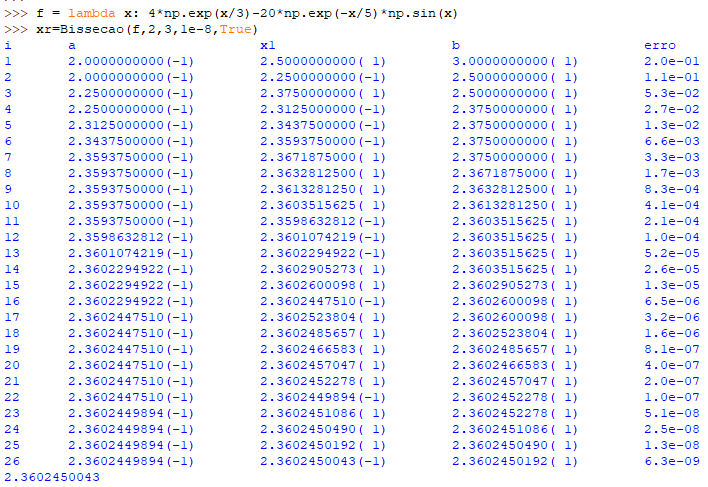 >>> f = lambda x: 4*np.exp(x/3)-20*np.exp(-x/5)*np.sin(x)
>>> xr=Bissecao(f,2,3,1e-8,True)
i a x1 b erro
1 2.0000000000(-1) 2.5000000000( 1) 3.0000000000( 1) 2.0e-01
2 2.0000000000(-1) 2.2500000000(-1) 2.5000000000( 1) 1.1e-01
3 2.2500000000(-1) 2.3750000000( 1) 2.5000000000( 1) 5.3e-02
4 2.2500000000(-1) 2.3125000000(-1) 2.3750000000( 1) 2.7e-02
5 2.3125000000(-1) 2.3437500000(-1) 2.3750000000( 1) 1.3e-02
6 2.3437500000(-1) 2.3593750000(-1) 2.3750000000( 1) 6.6e-03
7 2.3593750000(-1) 2.3671875000( 1) 2.3750000000( 1) 3.3e-03
8 2.3593750000(-1) 2.3632812500( 1) 2.3671875000( 1) 1.7e-03
9 2.3593750000(-1) 2.3613281250( 1) 2.3632812500( 1) 8.3e-04
10 2.3593750000(-1) 2.3603515625( 1) 2.3613281250( 1) 4.1e-04
11 2.3593750000(-1) 2.3598632812(-1) 2.3603515625( 1) 2.1e-04
12 2.3598632812(-1) 2.3601074219(-1) 2.3603515625( 1) 1.0e-04
13 2.3601074219(-1) 2.3602294922(-1) 2.3603515625( 1) 5.2e-05
14 2.3602294922(-1) 2.3602905273( 1) 2.3603515625( 1) 2.6e-05
15 2.3602294922(-1) 2.3602600098( 1) 2.3602905273( 1) 1.3e-05
16 2.3602294922(-1) 2.3602447510(-1) 2.3602600098( 1) 6.5e-06
17 2.3602447510(-1) 2.3602523804( 1) 2.3602600098( 1) 3.2e-06
18 2.3602447510(-1) 2.3602485657( 1) 2.3602523804( 1) 1.6e-06
19 2.3602447510(-1) 2.3602466583( 1) 2.3602485657( 1) 8.1e-07
20 2.3602447510(-1) 2.3602457047( 1) 2.3602466583( 1) 4.0e-07
21 2.3602447510(-1) 2.3602452278( 1) 2.3602457047( 1) 2.0e-07
22 2.3602447510(-1) 2.3602449894(-1) 2.3602452278( 1) 1.0e-07
23 2.3602449894(-1) 2.3602451086( 1) 2.3602452278( 1) 5.1e-08
24 2.3602449894(-1) 2.3602450490( 1) 2.3602451086( 1) 2.5e-08
25 2.3602449894(-1) 2.3602450192( 1) 2.3602450490( 1) 1.3e-08
26 2.3602449894(-1) 2.3602450043(-1) 2.3602450192( 1) 6.3e-09
2.3602450043